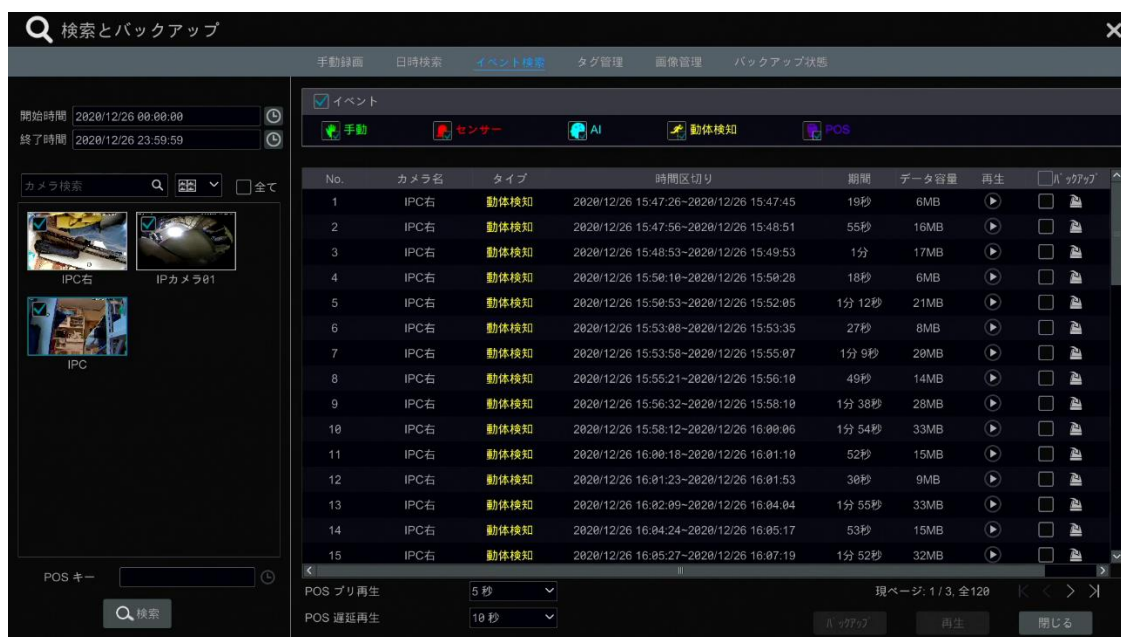 検索とバックアップ
手動録画 日時検索 イベント検索 タグ管理 画像管理 バックアップ状態
開始時間 2020/12/26 00:00:00
終了時間 2020/12/26 23:59:59
カメラ検索 全て
IPC右 IPカメラ01
IPC
POS キー
検索
イベント
手動 センサー AI 動体検知 POS
No. カメラ名 タイプ 時間区切り 期間 データ容量 再生 バックアップ
1 IPC右 動体検知 2020/12/26 15:47:26~2020/12/26 15:47:45 19秒 6MB
2 IPC右 動体検知 2020/12/26 15:47:56~2020/12/26 15:48:51 55秒 16MB
3 IPC右 動体検知 2020/12/26 15:48:53~2020/12/26 15:49:53 1分 17MB
4 IPC右 動体検知 2020/12/26 15:50:10~2020/12/26 15:50:28 18秒 6MB
5 IPC右 動体検知 2020/12/26 15:50:53~2020/12/26 15:52:05 1分 12秒 21MB
6 IPC右 動体検知 2020/12/26 15:53:08~2020/12/26 15:53:35 27秒 8MB
7 IPC右 動体検知 2020/12/26 15:53:58~2020/12/26 15:55:07 1分 9秒 20MB
8 IPC右 動体検知 2020/12/26 15:55:21~2020/12/26 15:56:10 49秒 14MB
9 IPC右 動体検知 2020/12/26 15:56:32~2020/12/26 15:58:10 1分 38秒 28MB
10 IPC右 動体検知 2020/12/26 15:58:12~2020/12/26 16:00:06 1分 54秒 33MB
11 IPC右 動体検知 2020/12/26 16:00:18~2020/12/26 16:01:10 52秒 15MB
12 IPC右 動体検知 2020/12/26 16:01:23~2020/12/26 16:01:53 30秒 9MB
13 IPC右 動体検知 2020/12/26 16:02:09~2020/12/26 16:04:04 1分 55秒 33MB
14 IPC右 動体検知 2020/12/26 16:04:24~2020/12/26 16:05:17 53秒 15MB
15 IPC右 動体検知 2020/12/26 16:05:27~2020/12/26 16:07:19 1分 52秒 32MB
POS プリ再生 5 秒 現ページ: 1 / 3, 全120
POS 遅延再生 10 秒 バックアップ 再生 閉じる